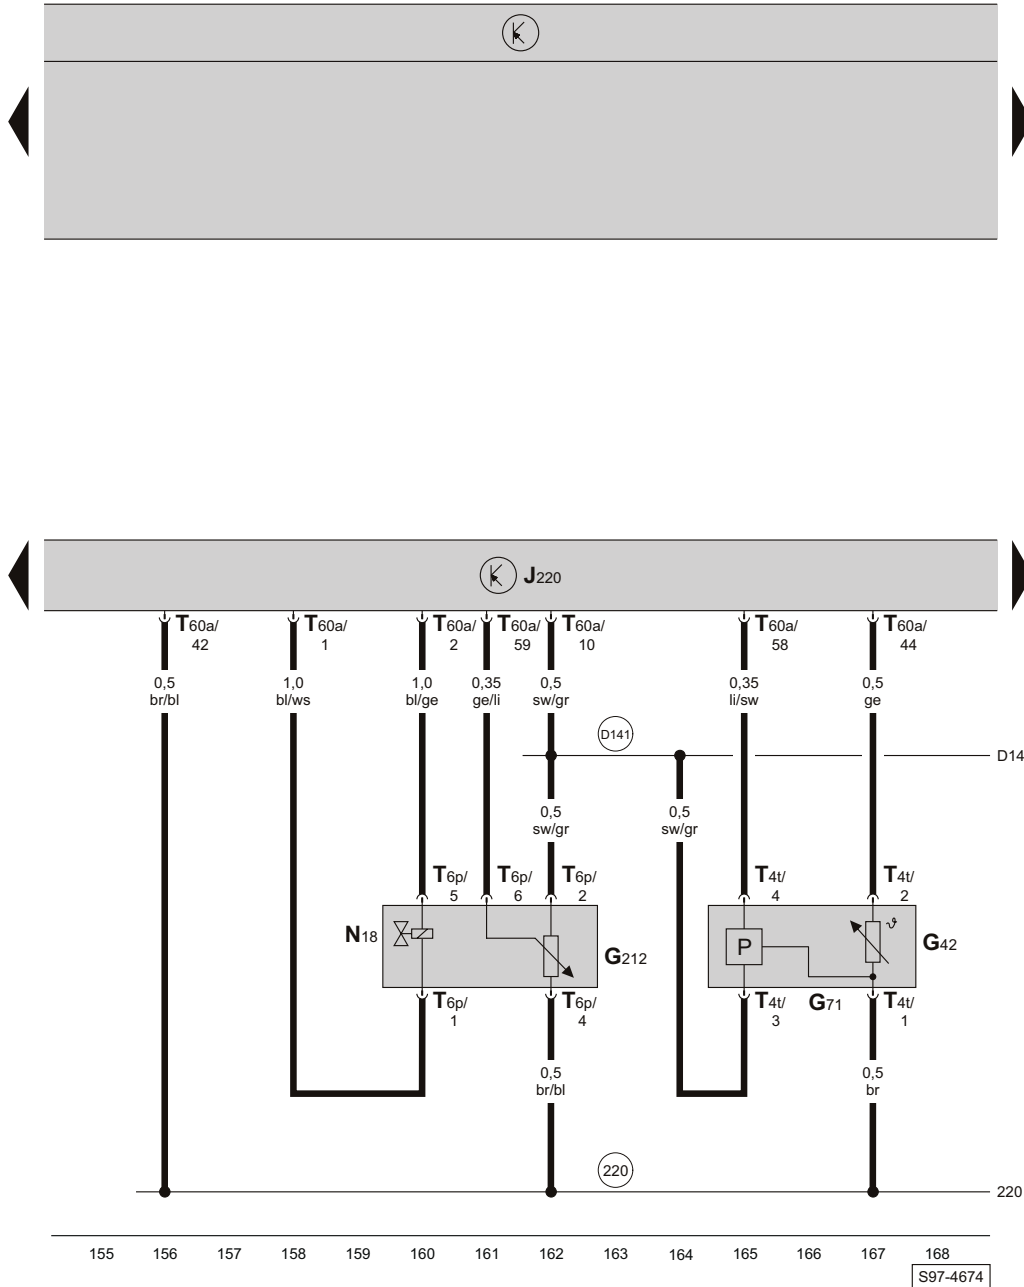 J220
T60a/ T60a/ T60a/ T60a/ T60a/ T60a/ T60a/
42 1 2 59 10 58 44
0,5 1,0 1,0 0,35 0,5 0,35 0,5
br/bl bl/ws bl/ge ge/li sw/gr li/sw ge
D141
D14
0,5 0,5
sw/gr sw/gr
T6p/ T6p/ T6p/ T4t/ T4t/
5 6 2 4 2
N18 G212 P ϑ G42
T6p/ T6p/ T4t/ G71 T4t/
1 4 3 1
0,5 0,5
br/bl br
220
220
155 156 157 158 159 160 161 162 163 164 165 166 167 168
S97-4674